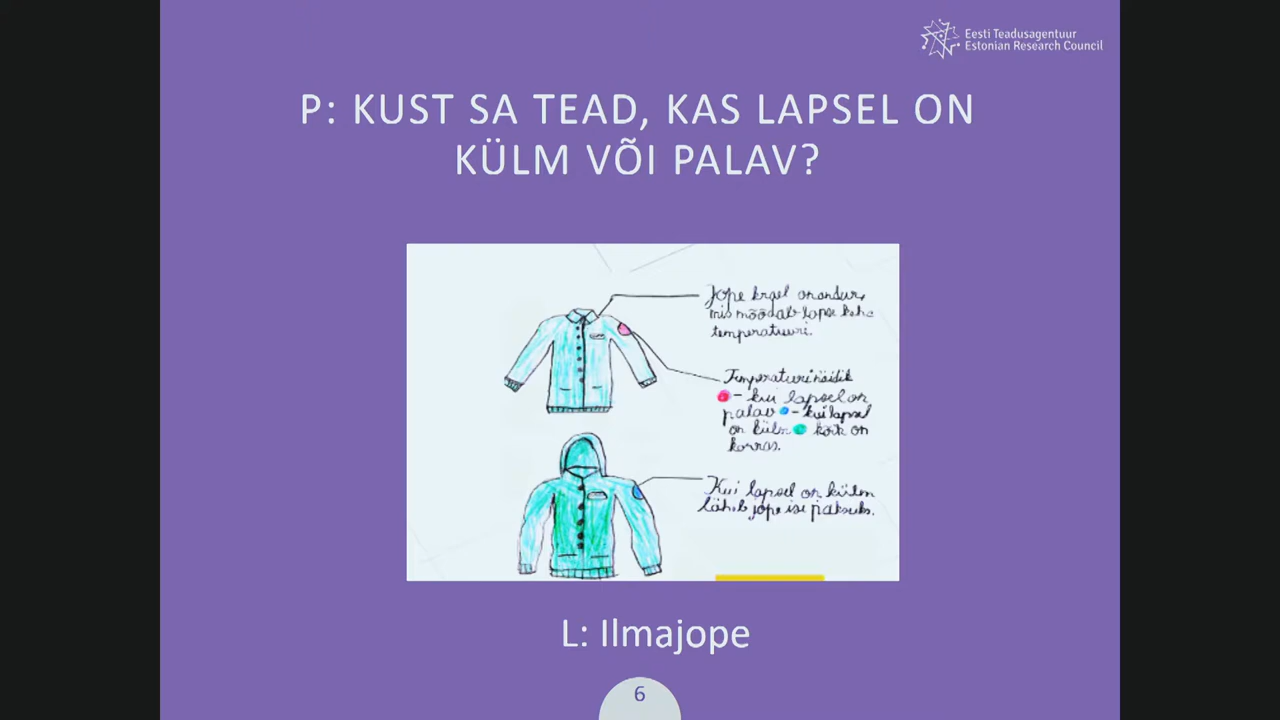 Eesti Teadusagentuur
Estonian Research Council
P: KUST SA TEAD, KAS LAPSEL ON
KÜLM VÕI PALAV?
Jope krael on andur,
mis mõõdab lapse keha
temperatuuri.
Temperatuurinäidik
- kui lapsel on
palav - kui lapsel
on külm kõik on
korras.
Kui lapsel on külm
läheb jope ise paksuks.
L: Ilmajope
6